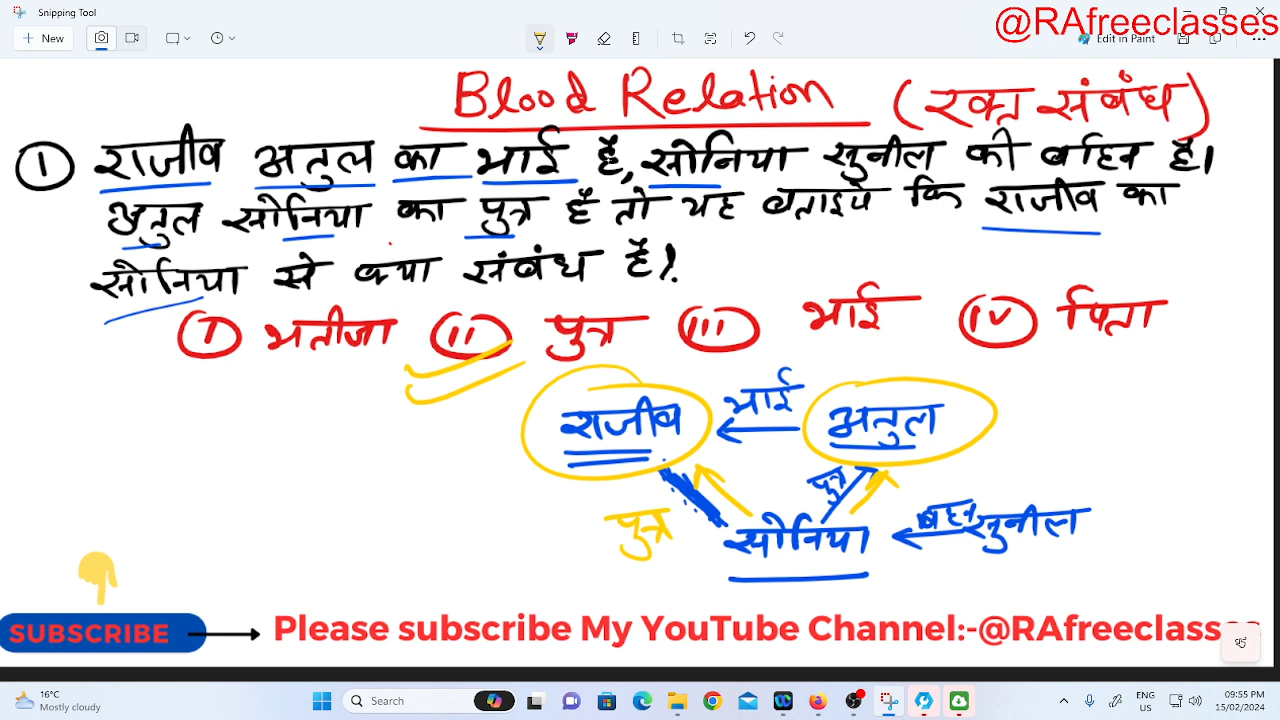 Snipping Tool
@RAfreeclasses
New
Edit in Paint
Blood Relation (रक्त संबंध)
① राजीव अतुल का भाई है, सोनिया सुनील की बहिन है।
अतुल सोनिया का पुत्र है तो यह बताइये कि राजीव का
सोनिया से क्या संबंध है?
I भतीजा II पुत्र III भाई IV पिता
राजीव भाई अतुल
पुत्र
पुत्र सोनिया बहन सुनील
SUBSCRIBE Please subscribe My YouTube Channel:-@RAfreeclasses
16°C
Mostly cloudy
Search
ENG
US
09:35 PM
15/02/2024